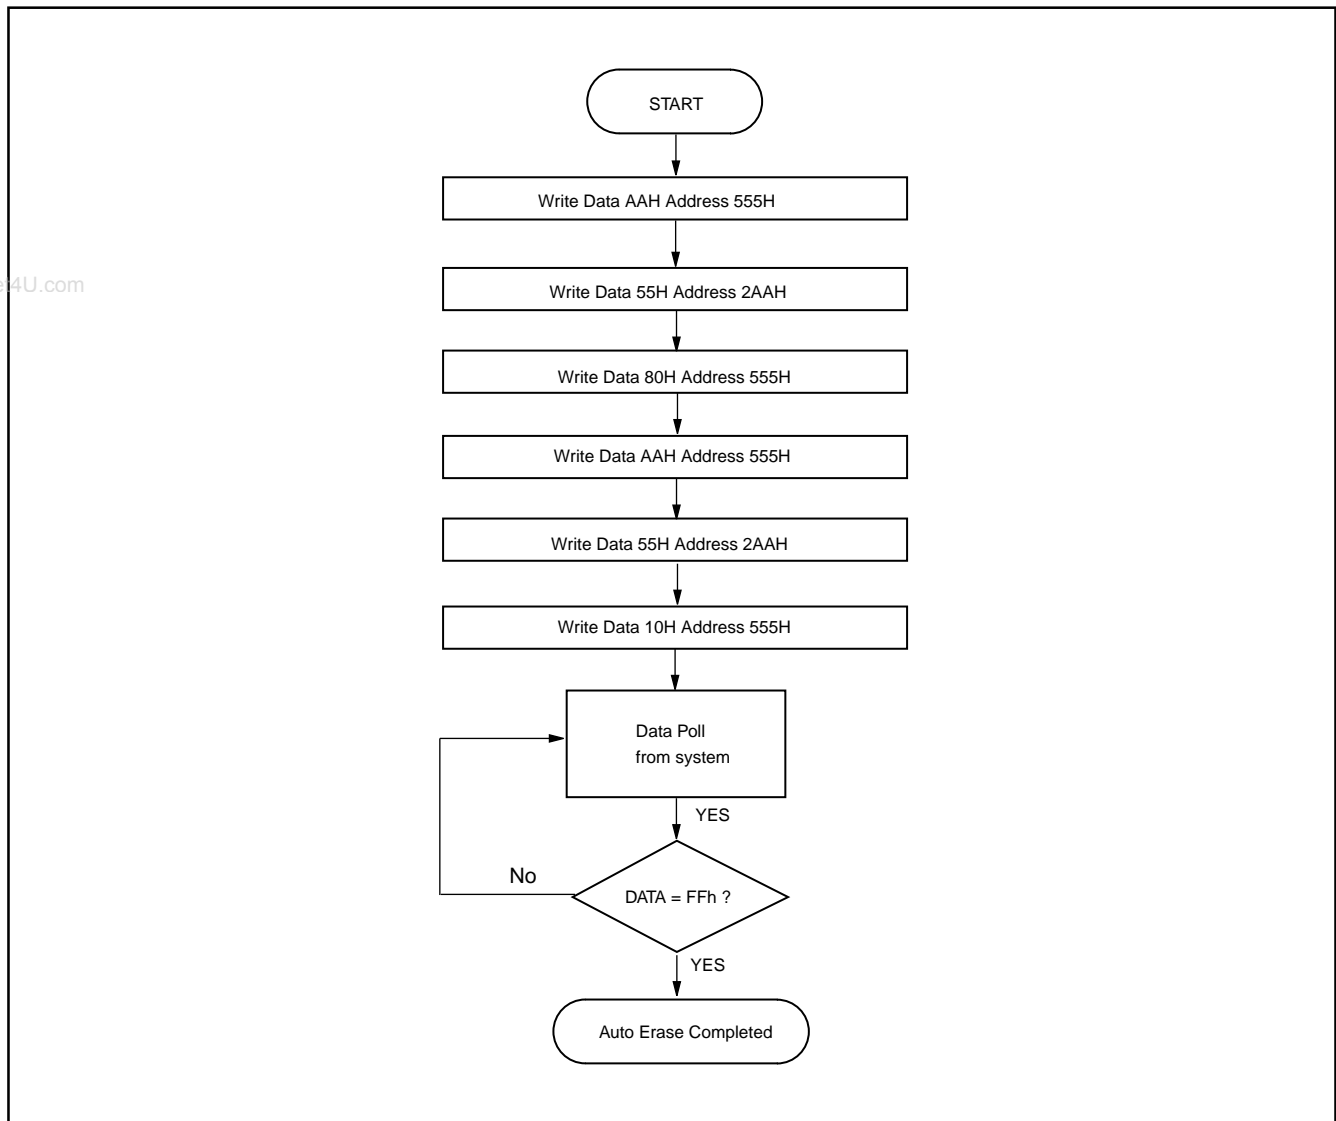 START
Write Data AAH Address 555H
4U.com
Write Data 55H Address 2AAH
Write Data 80H Address 555H
Write Data AAH Address 555H
Write Data 55H Address 2AAH
Write Data 10H Address 555H
Data Poll
from system
YES
No
DATA = FFh ?
YES
Auto Erase Completed